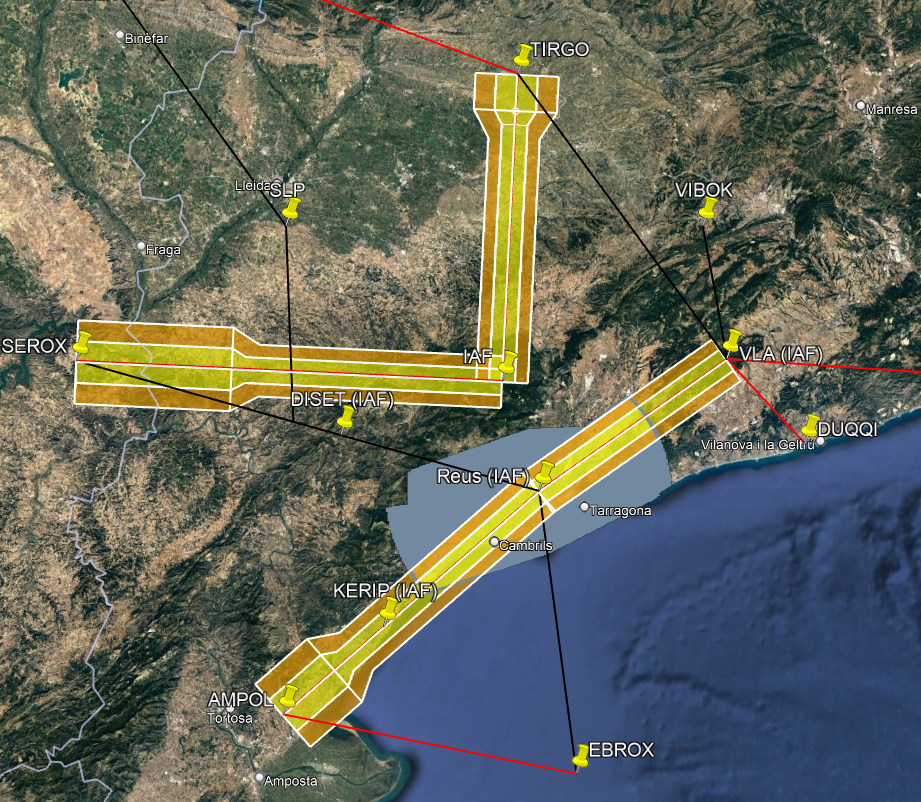 TIRGO
Binéfar
Manresa
Lleida
SLP
VIBOK
Fraga
SEROX
IAF
VLA (IAF)
DISET (IAF)
DUQQI
Vilanova i la Geltrú
Reus (IAF)
Tarragona
Cambrils
KERIP (IAF)
AMPOL
Tortosa
EBROX
Amposta